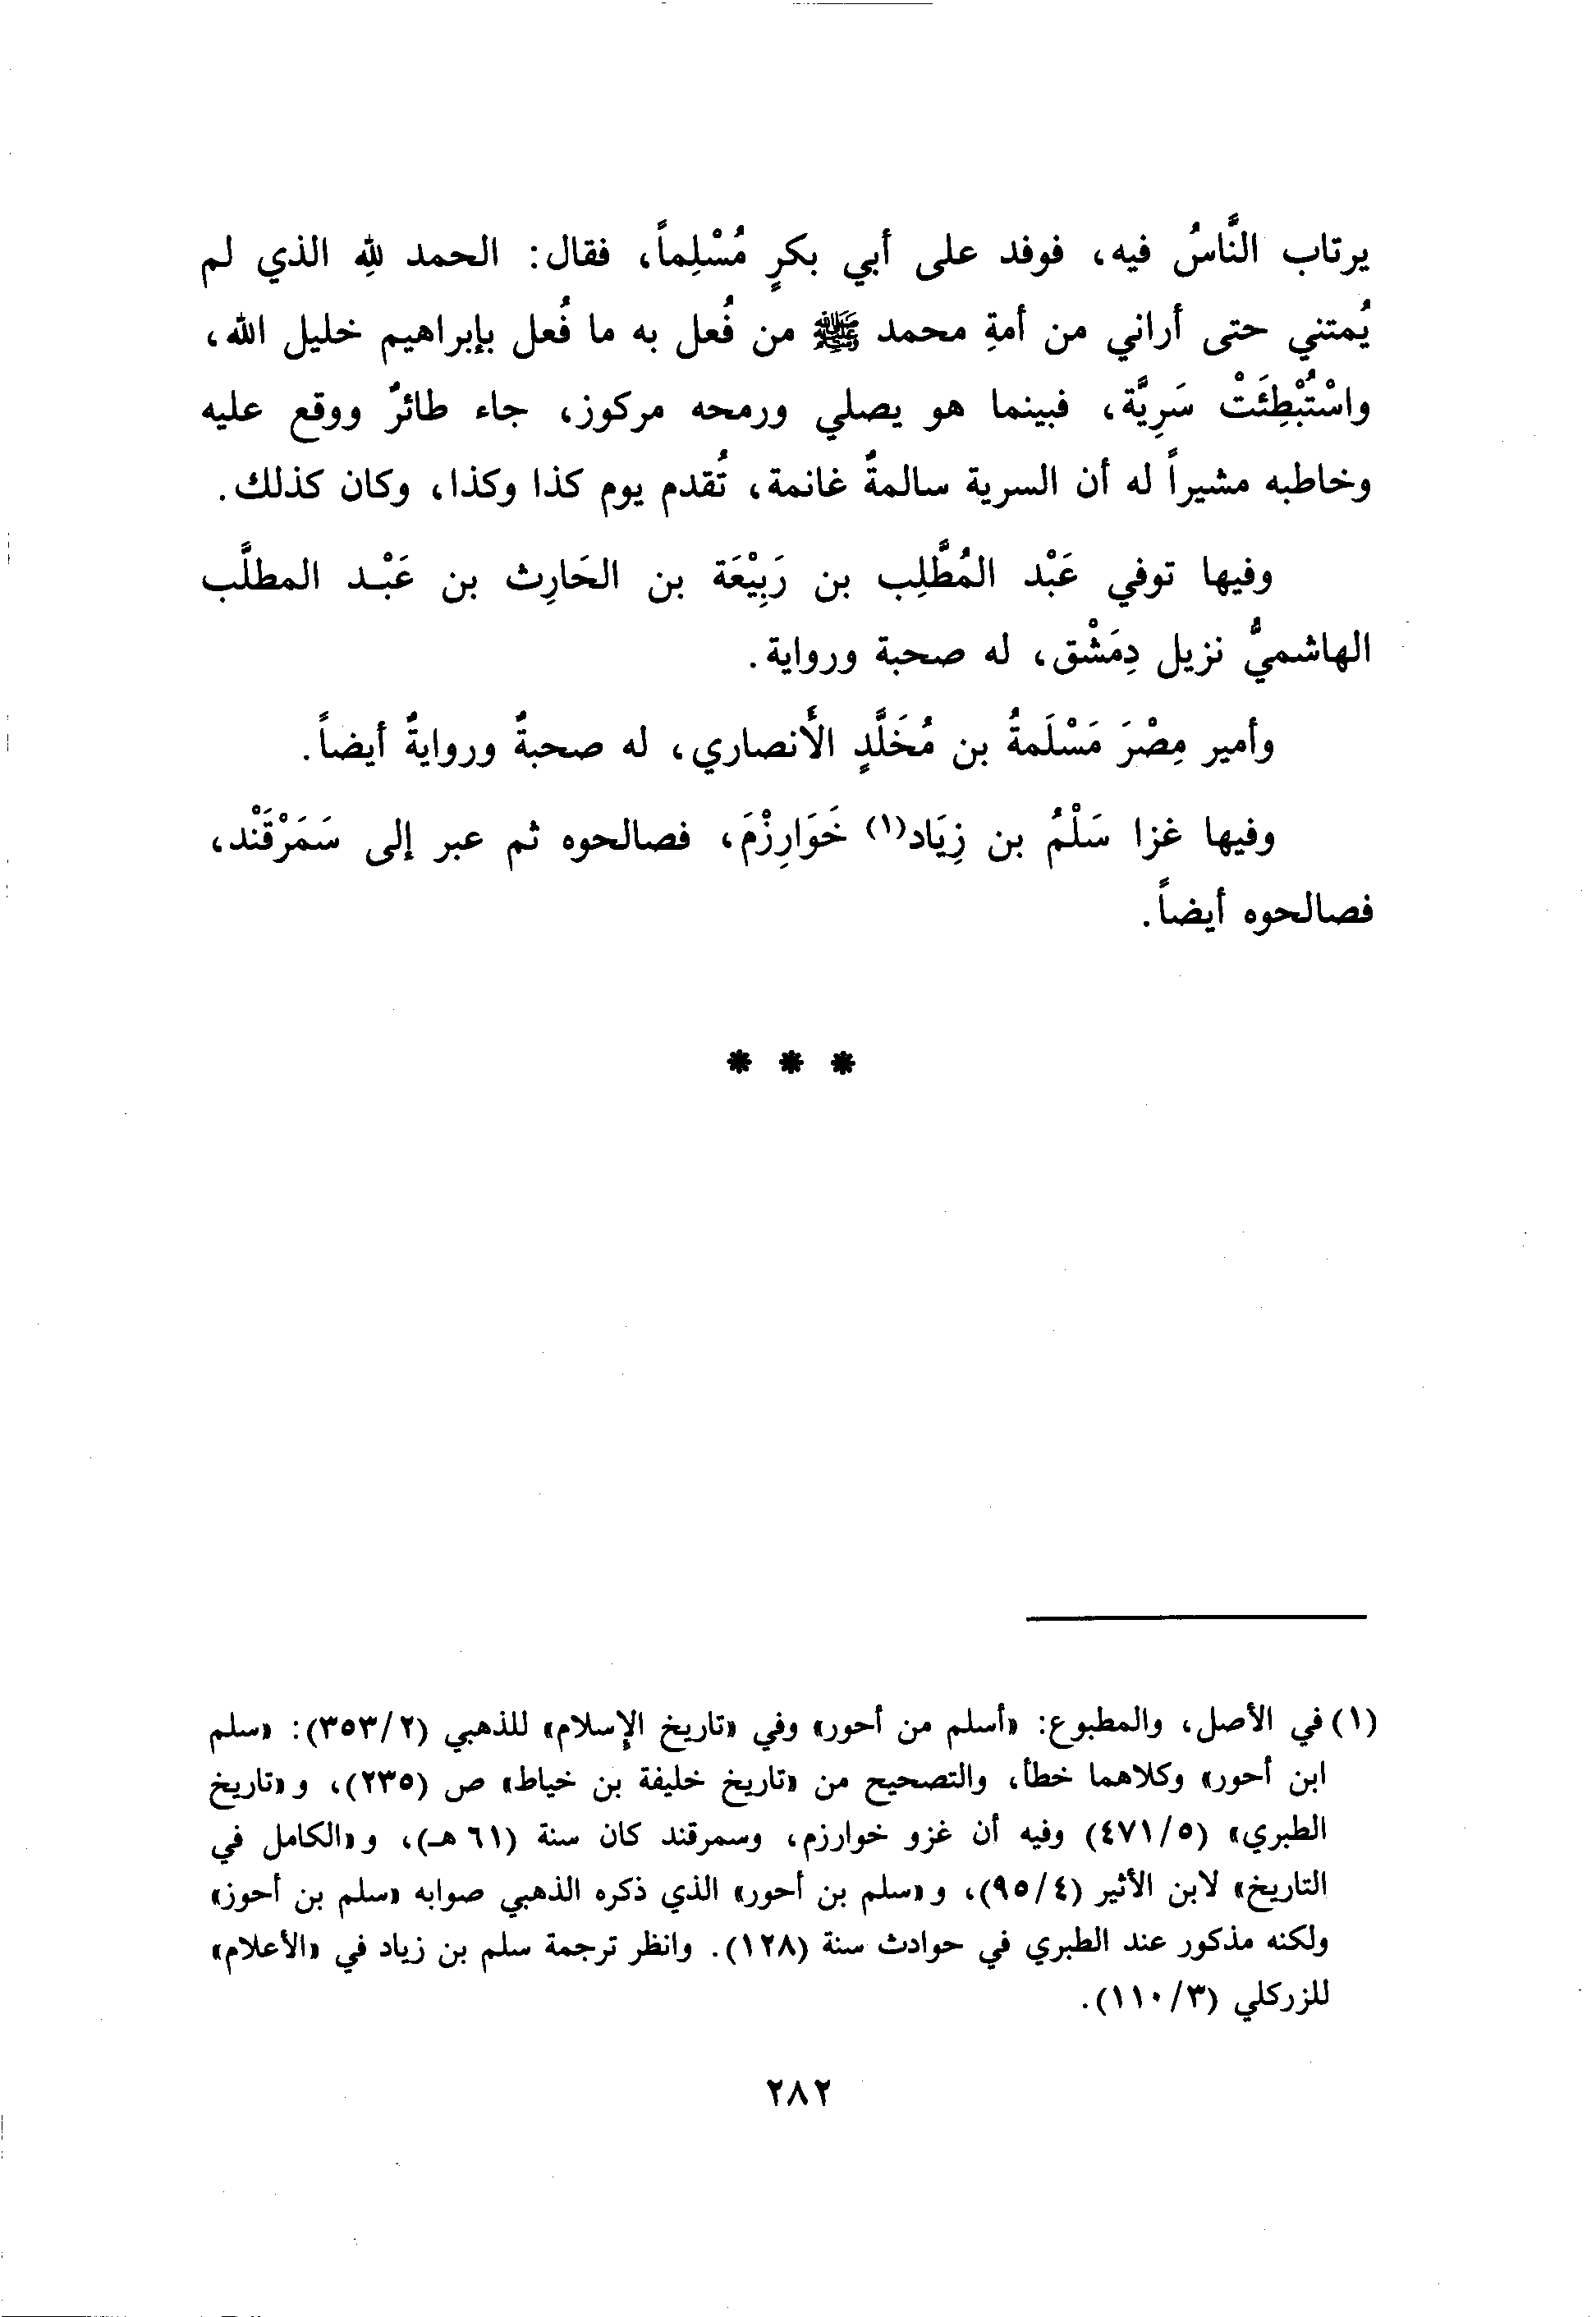 يرتاب النَّاسُ فيه، فوفد على أبي بكرٍ مُسْلِماً، فقال: الحمد للهِ الذي لم
يُمتني حتى أراني من أمةِ محمد ﷺ من فُعل به ما فُعل بإبراهيم خليل الله،
واسْتُبْطِئَتْ سَرِيَّة، فبينما هو يصلي ورمحه مركوز، جاء طائرٌ ووقع عليه
وخاطبه مشيراً له أن السرية سالمةٌ غانمة، تُقدم يوم كذا وكذا، وكان كذلك.
وفيها توفي عَبْد المُطَّلِب بن رَبِيْعَة بن الحَارِث بن عَبْد المطلَّب
الهاشميُّ نزيل دِمَشْق، له صحبة ورواية.
وأمير مِصْرَ مَسْلَمةُ بن مُخَلَّدٍ الأنصاري، له صحبةٌ وروايةٌ أيضاً.
وفيها غزا سَلْمُ بن زِيَاد(١) خَوَارِزْمَ، فصالحوه ثم عبر إلى سَمَرْقَنْد،
فصالحوه أيضاً.
* * *
(١) في الأصل، والمطبوع: «أسلم من أحور» وفي «تاريخ الإسلام» للذهبي (٣٥٣/٢): «سلم
ابن أحور» وكلاهما خطأ، والتصحيح من «تاريخ خليفة بن خياط» ص (٢٣٥)، و«تاريخ
الطبري» (٤٧١/٥) وفيه أن غزو خوارزم، وسمرقند كان سنة (٦١ هـ)، و«الكامل في
التاريخ» لابن الأثير (٩٥/٤)، و«سلم بن أحور» الذي ذكره الذهبي صوابه «سلم بن أحوز»
ولكنه مذكور عند الطبري في حوادث سنة (١٢٨). وانظر ترجمة سلم بن زياد في «الأعلام»
للزركلي (١١٠/٣).
٢٨٢